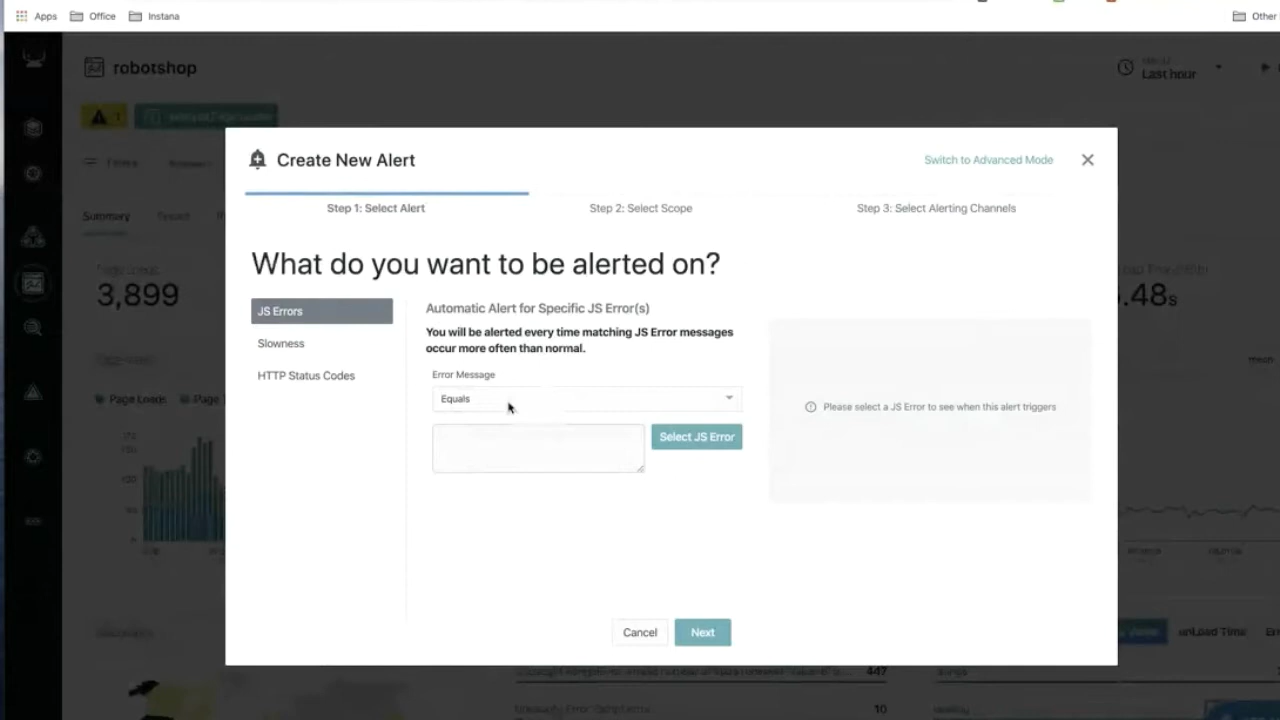 Apps Office Instana Other
robotshop
Last hour
Create New Alert
Switch to Advanced Mode
Step 1: Select Alert
Step 2: Select Scope
Step 3: Select Alerting Channels
Summary
What do you want to be alerted on?
3,899
.48s
JS Errors
Slowness
HTTP Status Codes
Automatic Alert for Specific JS Error(s)
You will be alerted every time matching JS Error messages
occur more often than normal.
Error Message
Equals
Select JS Error
Please select a JS Error to see when this alert triggers
Page Loads
Page
Cancel
Next
onLoad Time
447
10